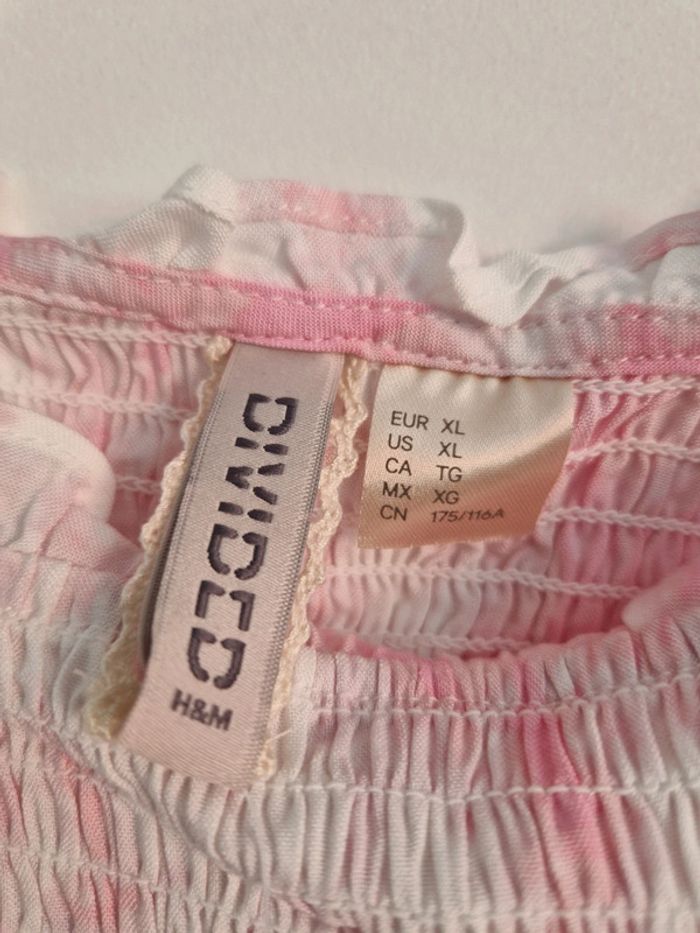 DIVIDED
H&M
EUR XL
US XL
CA TG
MX XG
CN 175/116A